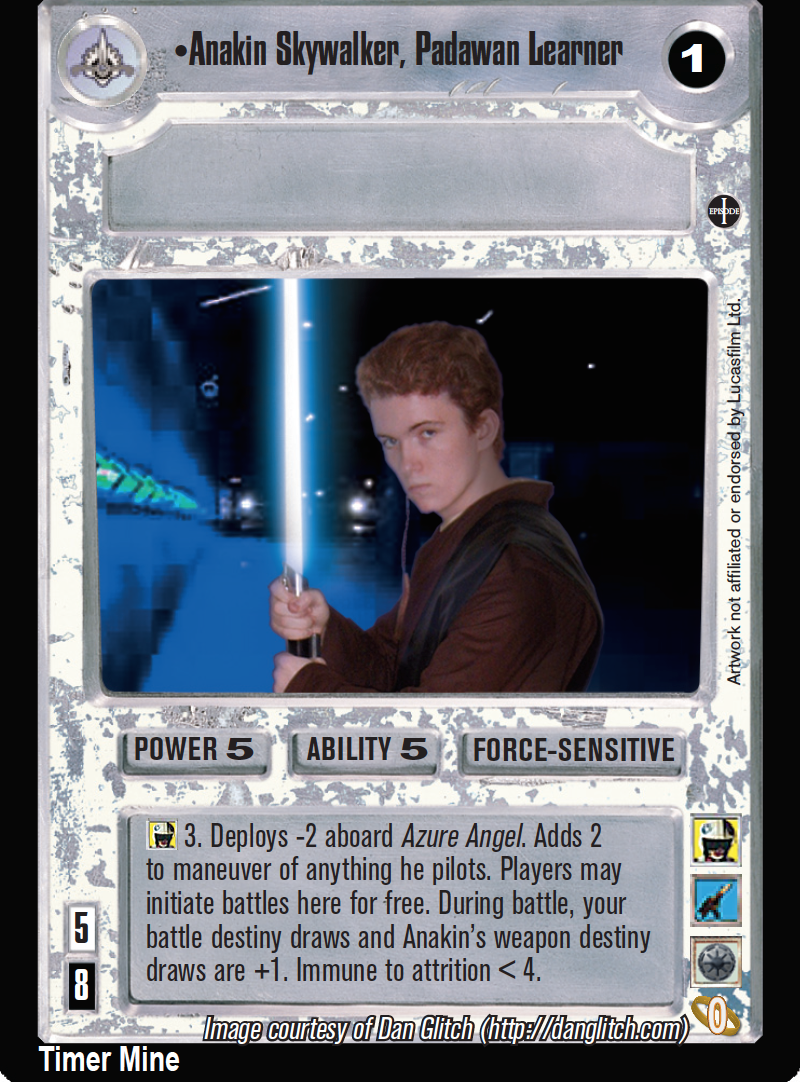 •Anakin Skywalker, Padawan Learner
1
EPISODE
I
Artwork not affiliated or endorsed by Lucasfilm Ltd.
POWER 5
ABILITY 5
FORCE-SENSITIVE
3. Deploys -2 aboard Azure Angel. Adds 2
to maneuver of anything he pilots. Players may
initiate battles here for free. During battle, your
battle destiny draws and Anakin's weapon destiny
draws are +1. Immune to attrition < 4.
5
8
0
Image courtesy of Dan Glitch (http://danglitch.com)
Timer Mine